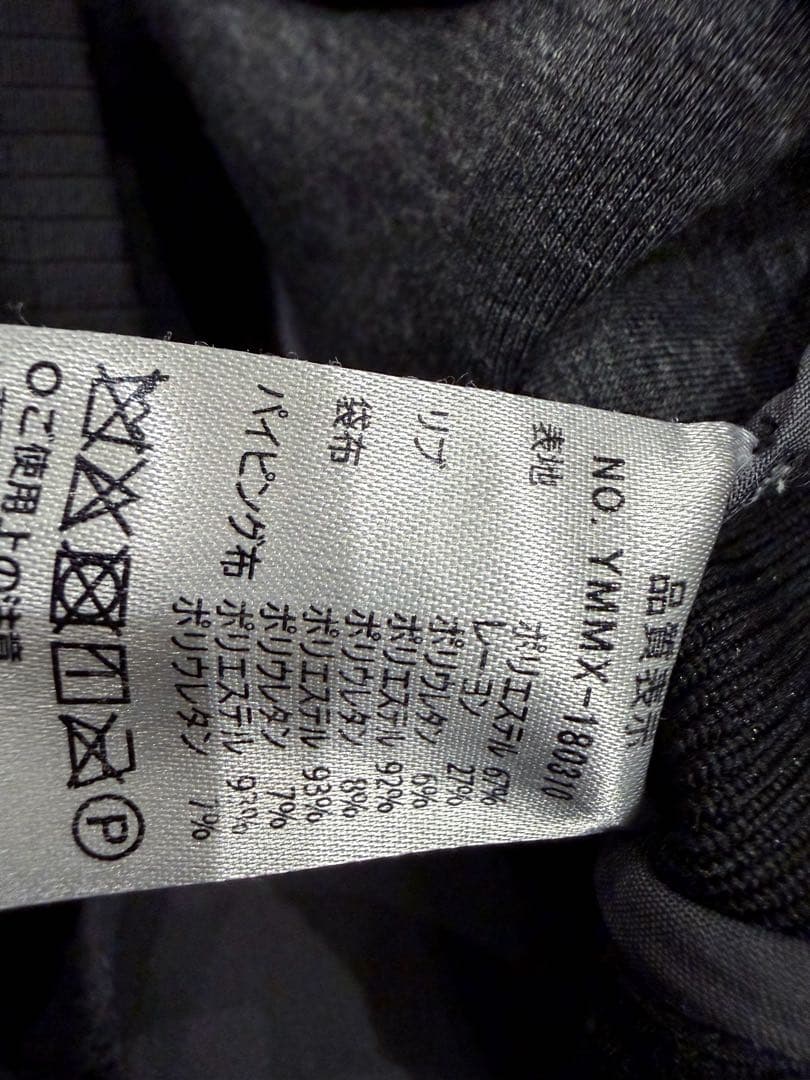 品質表示
NO. YMMX-180310
表地 ポリエステル 67%
レーヨン 27%
ポリウレタン 6%
リブ ポリエステル 92%
ポリウレタン 8%
袋布 ポリエステル 93%
ポリウレタン 7%
パイピング布 ポリエステル 93%
ポリウレタン 7%
P
○ご使用上の注意